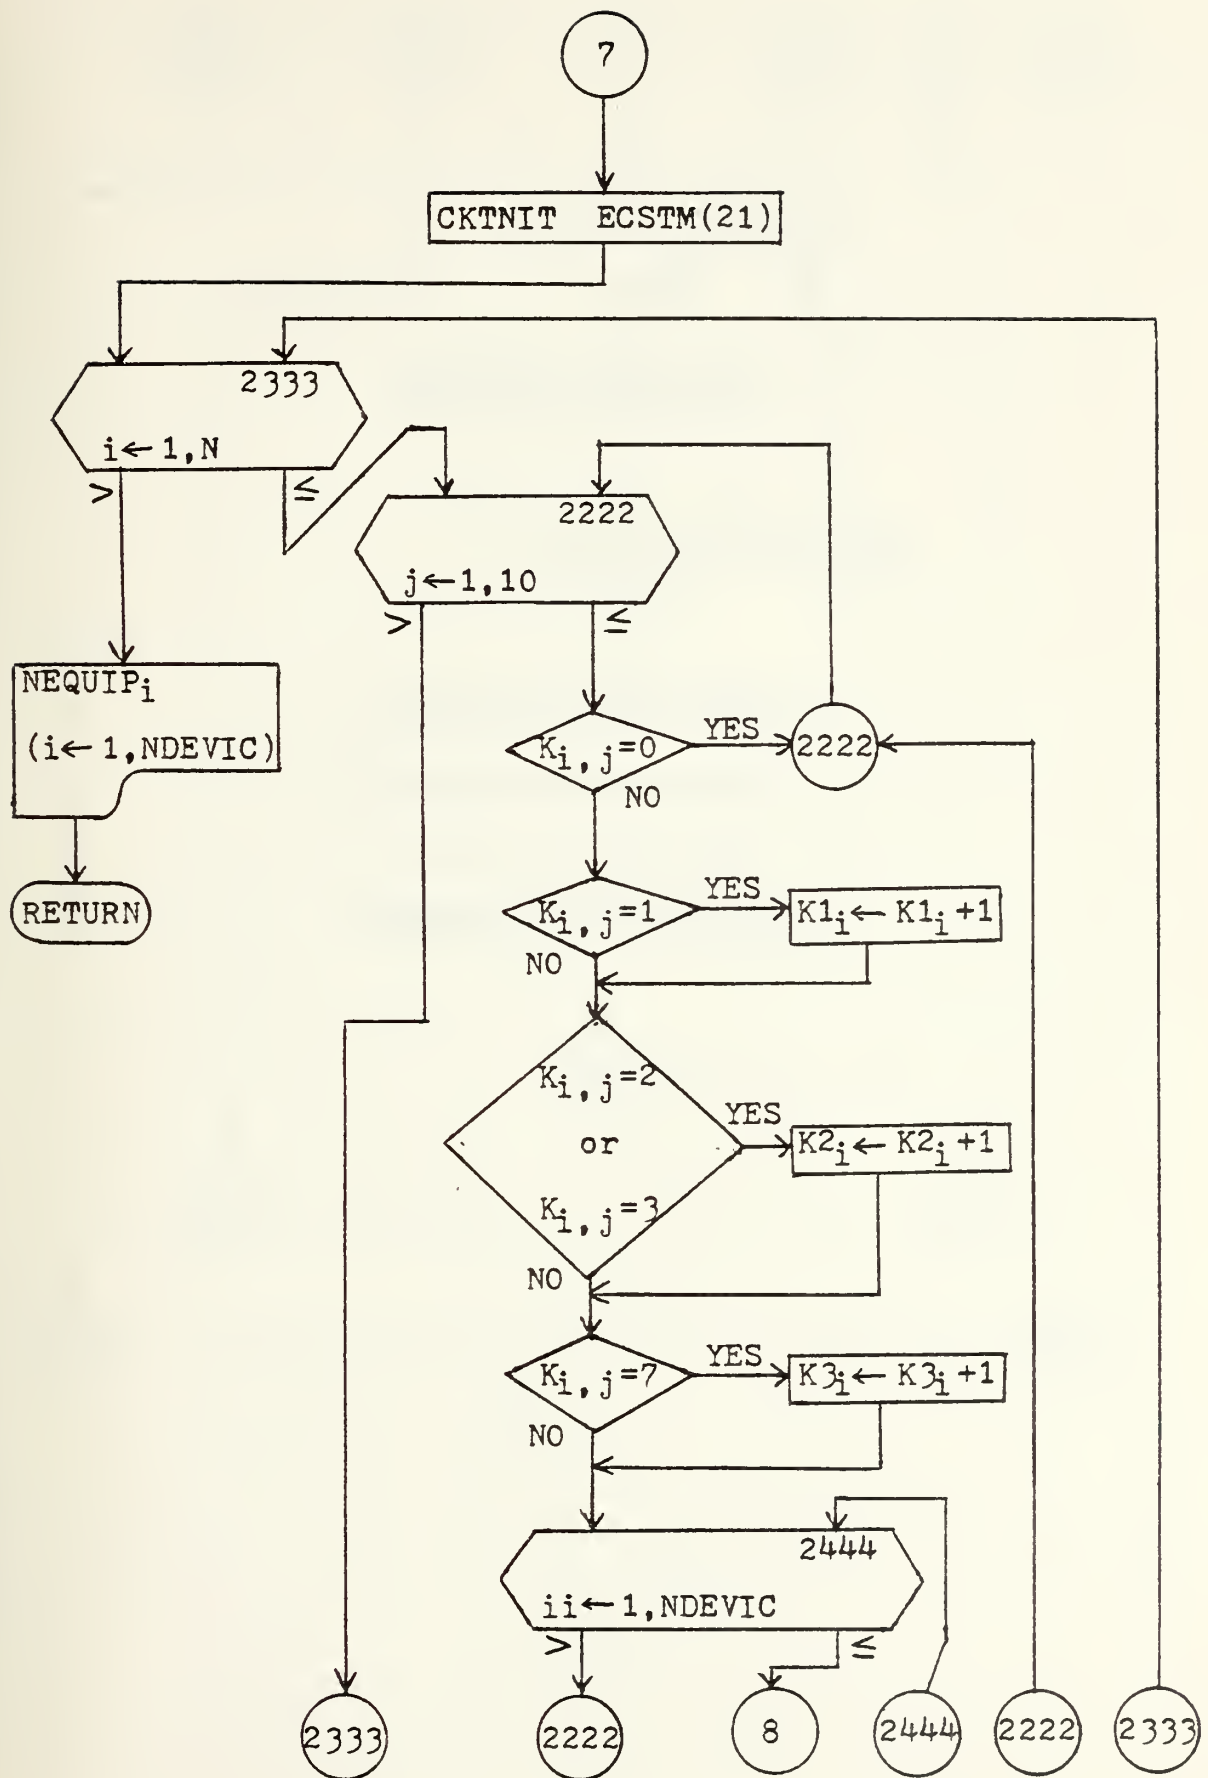 7
CKTNIT ECSTM(21)
2333
i←1,N
> ≤
2222
j←1,10
> ≤
NEQUIPi
(i←1,NDEVIC)
RETURN
Ki,j=0
YES
2222
NO
Ki,j=1
YES
K1i←K1i+1
NO
Ki,j=2
or
Ki,j=3
YES
K2i←K2i+1
NO
Ki,j=7
YES
K3i←K3i+1
NO
2444
ii←1,NDEVIC
> ≤
2333
2222
8
2444
2222
2333